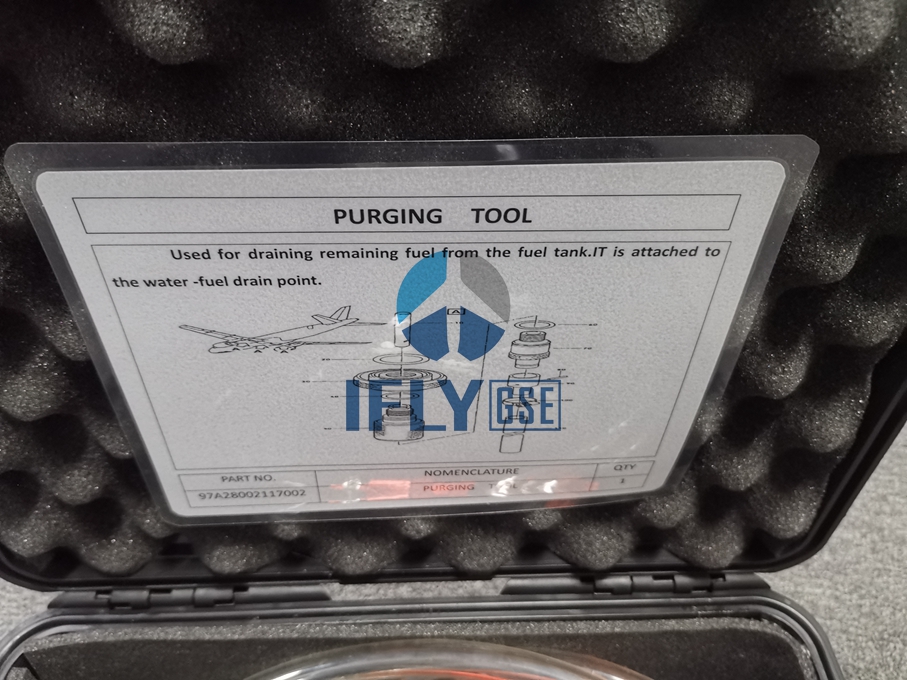 PURGING TOOL
Used for draining remaining fuel from the fuel tank.IT is attached to
the water -fuel drain point.
A
IFLY GSE
PART NO. NOMENCLATURE QTY
97A28002117002 PURGING TOOL 1